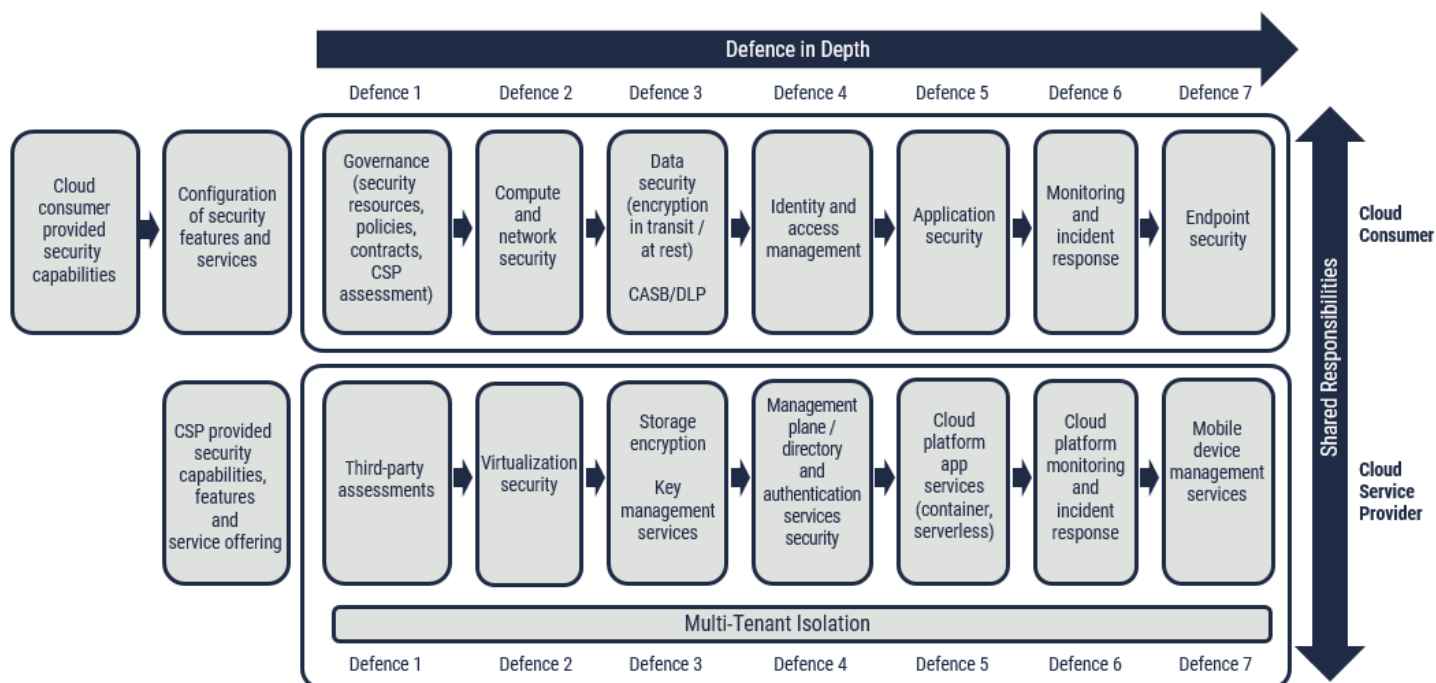 Defence in Depth
Defence 1
Defence 2
Defence 3
Defence 4
Defence 5
Defence 6
Defence 7
Cloud
consumer
provided
security
capabilities
Configuration
of security
features and
services
Governance
(security
resources,
policies,
contracts,
CSP
assessment)
Compute
and
network
security
Data
security
(encryption
in transit /
at rest)
CASB/DLP
Identity and
access
management
Application
security
Monitoring
and
incident
response
Endpoint
security
Cloud
Consumer
Shared Responsibilities
CSP provided
security
capabilities,
features
and
service offering
Third-party
assessments
Virtualization
security
Storage
encryption
Key
management
services
Management
plane /
directory
and
authentication
services
security
Cloud
platform
app
services
(container,
serverless)
Cloud
platform
monitoring
and
incident
response
Mobile
device
management
services
Cloud
Service
Provider
Multi-Tenant Isolation
Defence 1
Defence 2
Defence 3
Defence 4
Defence 5
Defence 6
Defence 7